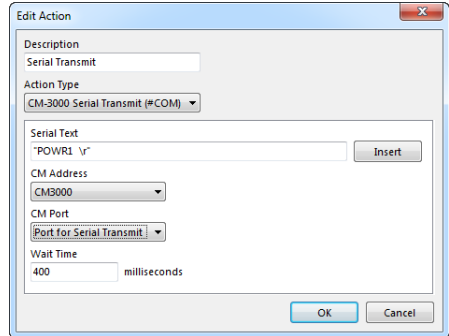 Edit Action
Description
Serial Transmit
Action Type
CM-3000 Serial Transmit (#COM)
Serial Text
"POWR1  \r"
Insert
CM Address
CM3000
CM Port
Port for Serial Transmit
Wait Time
400 milliseconds
OK Cancel